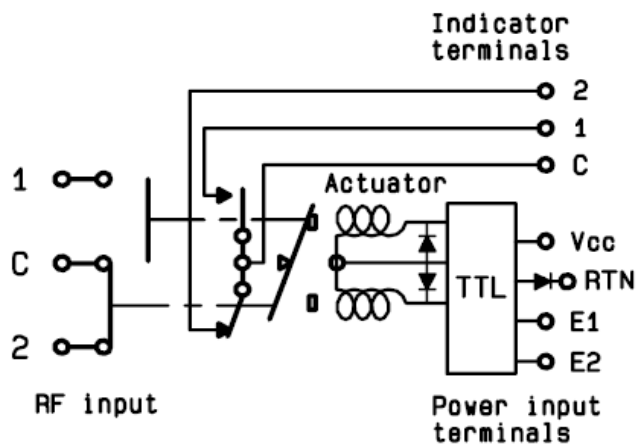 Indicator
terminals
2
1
C
1
Actuator
C
Vcc
TTL
RTN
E1
2
E2
RF input
Power input
terminals